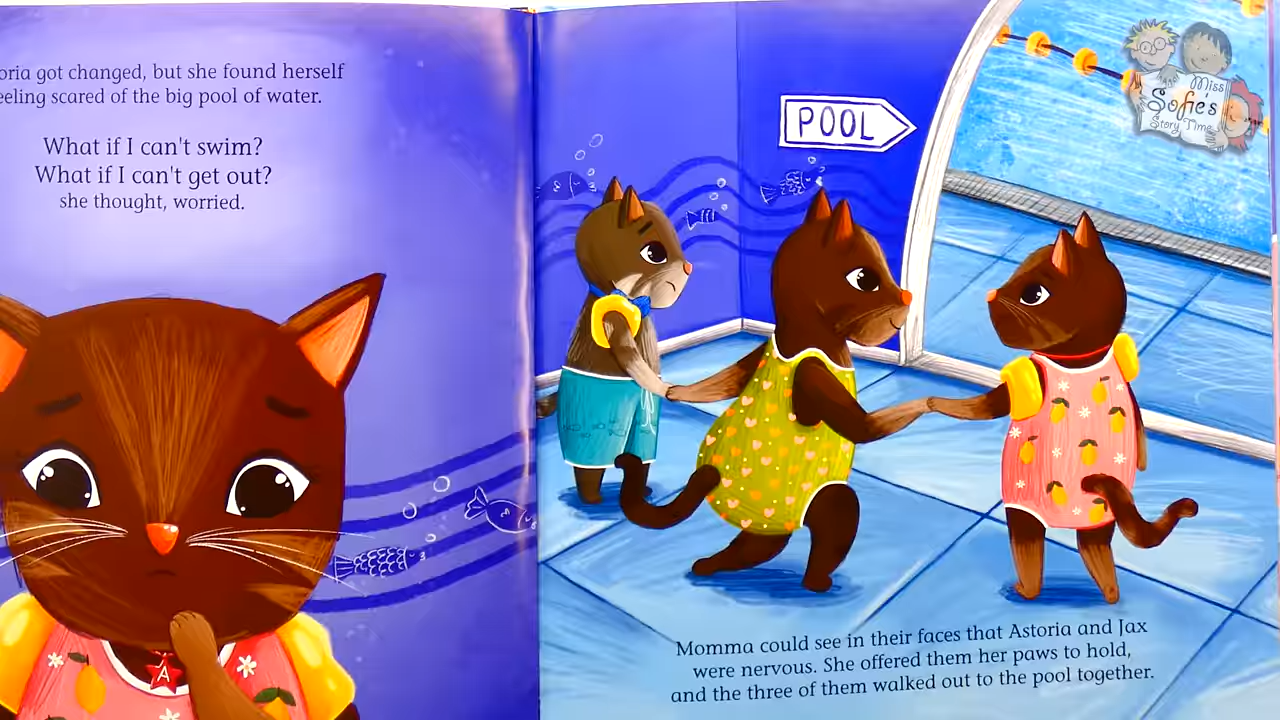 oria got changed, but she found herself
eeling scared of the big pool of water.
What if I can't swim?
What if I can't get out?
she thought, worried.
A
POOL
Miss
Sofie's
Story Time
Momma could see in their faces that Astoria and Jax
were nervous. She offered them her paws to hold,
and the three of them walked out to the pool together.